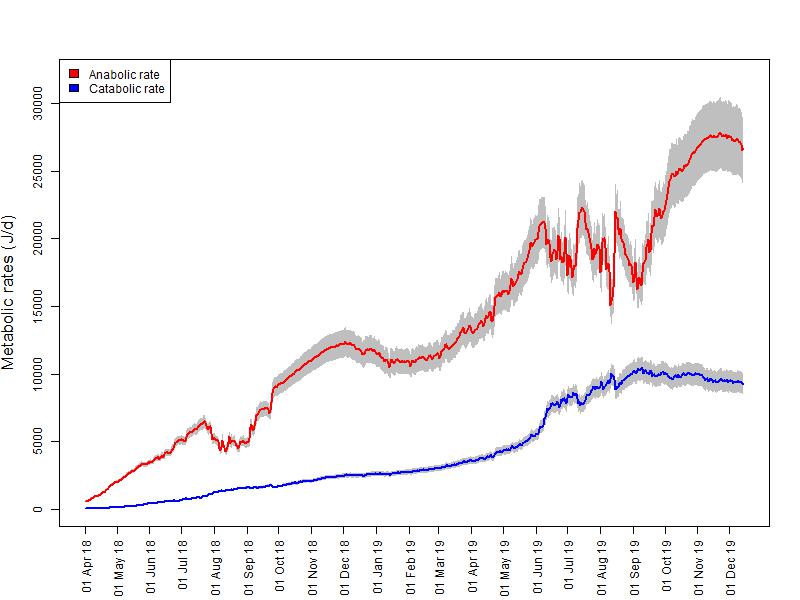 Anabolic rate
Catabolic rate
Metabolic rates (J/d)
30000
25000
20000
15000
10000
5000
0
01 Apr 18
01 May 18
01 Jun 18
01 Jul 18
01 Aug 18
01 Sep 18
01 Oct 18
01 Nov 18
01 Dec 18
01 Jan 19
01 Feb 19
01 Mar 19
01 Apr 19
01 May 19
01 Jun 19
01 Jul 19
01 Aug 19
01 Sep 19
01 Oct 19
01 Nov 19
01 Dec 19